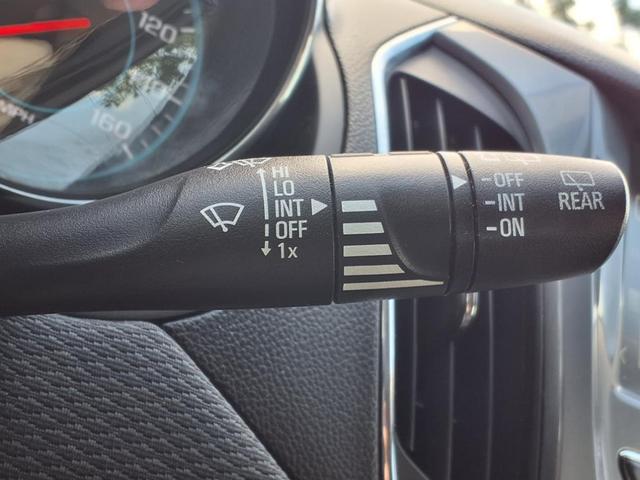 120
160
MPH
HI
LO
INT
OFF
1x
OFF
INT
ON
REAR